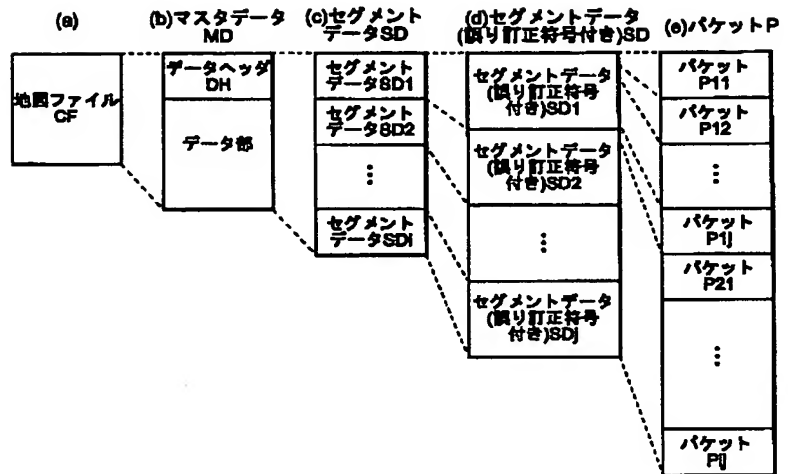 (a)
地図ファイル
CF
(b)マスタデータ
MD
データヘッダ
DH
データ部
(c)セグメント
データSD
セグメント
データSD1
セグメント
データSD2
⋮
セグメント
データSDi
(d)セグメントデータ
(誤り訂正符号付き)SD
セグメントデータ
(誤り訂正符号
付き)SD1
セグメントデータ
(誤り訂正符号
付き)SD2
⋮
セグメントデータ
(誤り訂正符号
付き)SDj
(e)パケットP
パケット
P11
パケット
P12
⋮
パケット
P1j
パケット
P21
⋮
パケット
Pij